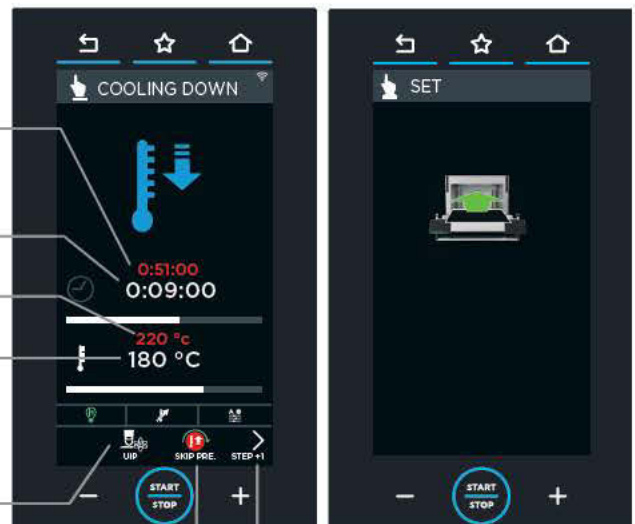 COOLING DOWN
0:51:00
0:09:00
220 °c
180 °C
UIP
SKIP PRE.
STEP +1
START
STOP
SET
START
STOP